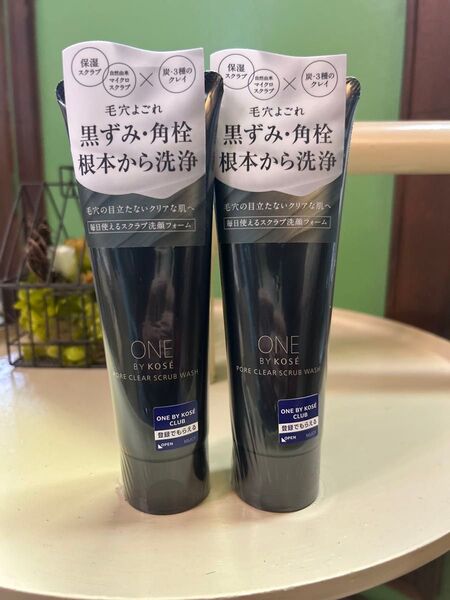 保湿
スクラブ
自然由来
マイクロ
スクラブ
×
炭・3種の
クレイ
毛穴よごれ
黒ずみ・角栓
根本から洗浄
毛穴の目立たないクリアな肌へ
毎日使えるスクラブ洗顔フォーム
ONE
BY KOSÉ
PORE CLEAR SCRUB WASH
ONE BY KOSÉ
CLUB
登録でもらえる
OPEN
保湿
スクラブ
自然由来
マイクロ
スクラブ
×
炭・3種の
クレイ
毛穴よごれ
黒ずみ・角栓
根本から洗浄
毛穴の目立たないクリアな肌へ
毎日使えるスクラブ洗顔フォーム
ONE
BY KOSÉ
PORE CLEAR SCRUB WASH
ONE BY KOSÉ
CLUB
登録でもらえる
OPEN